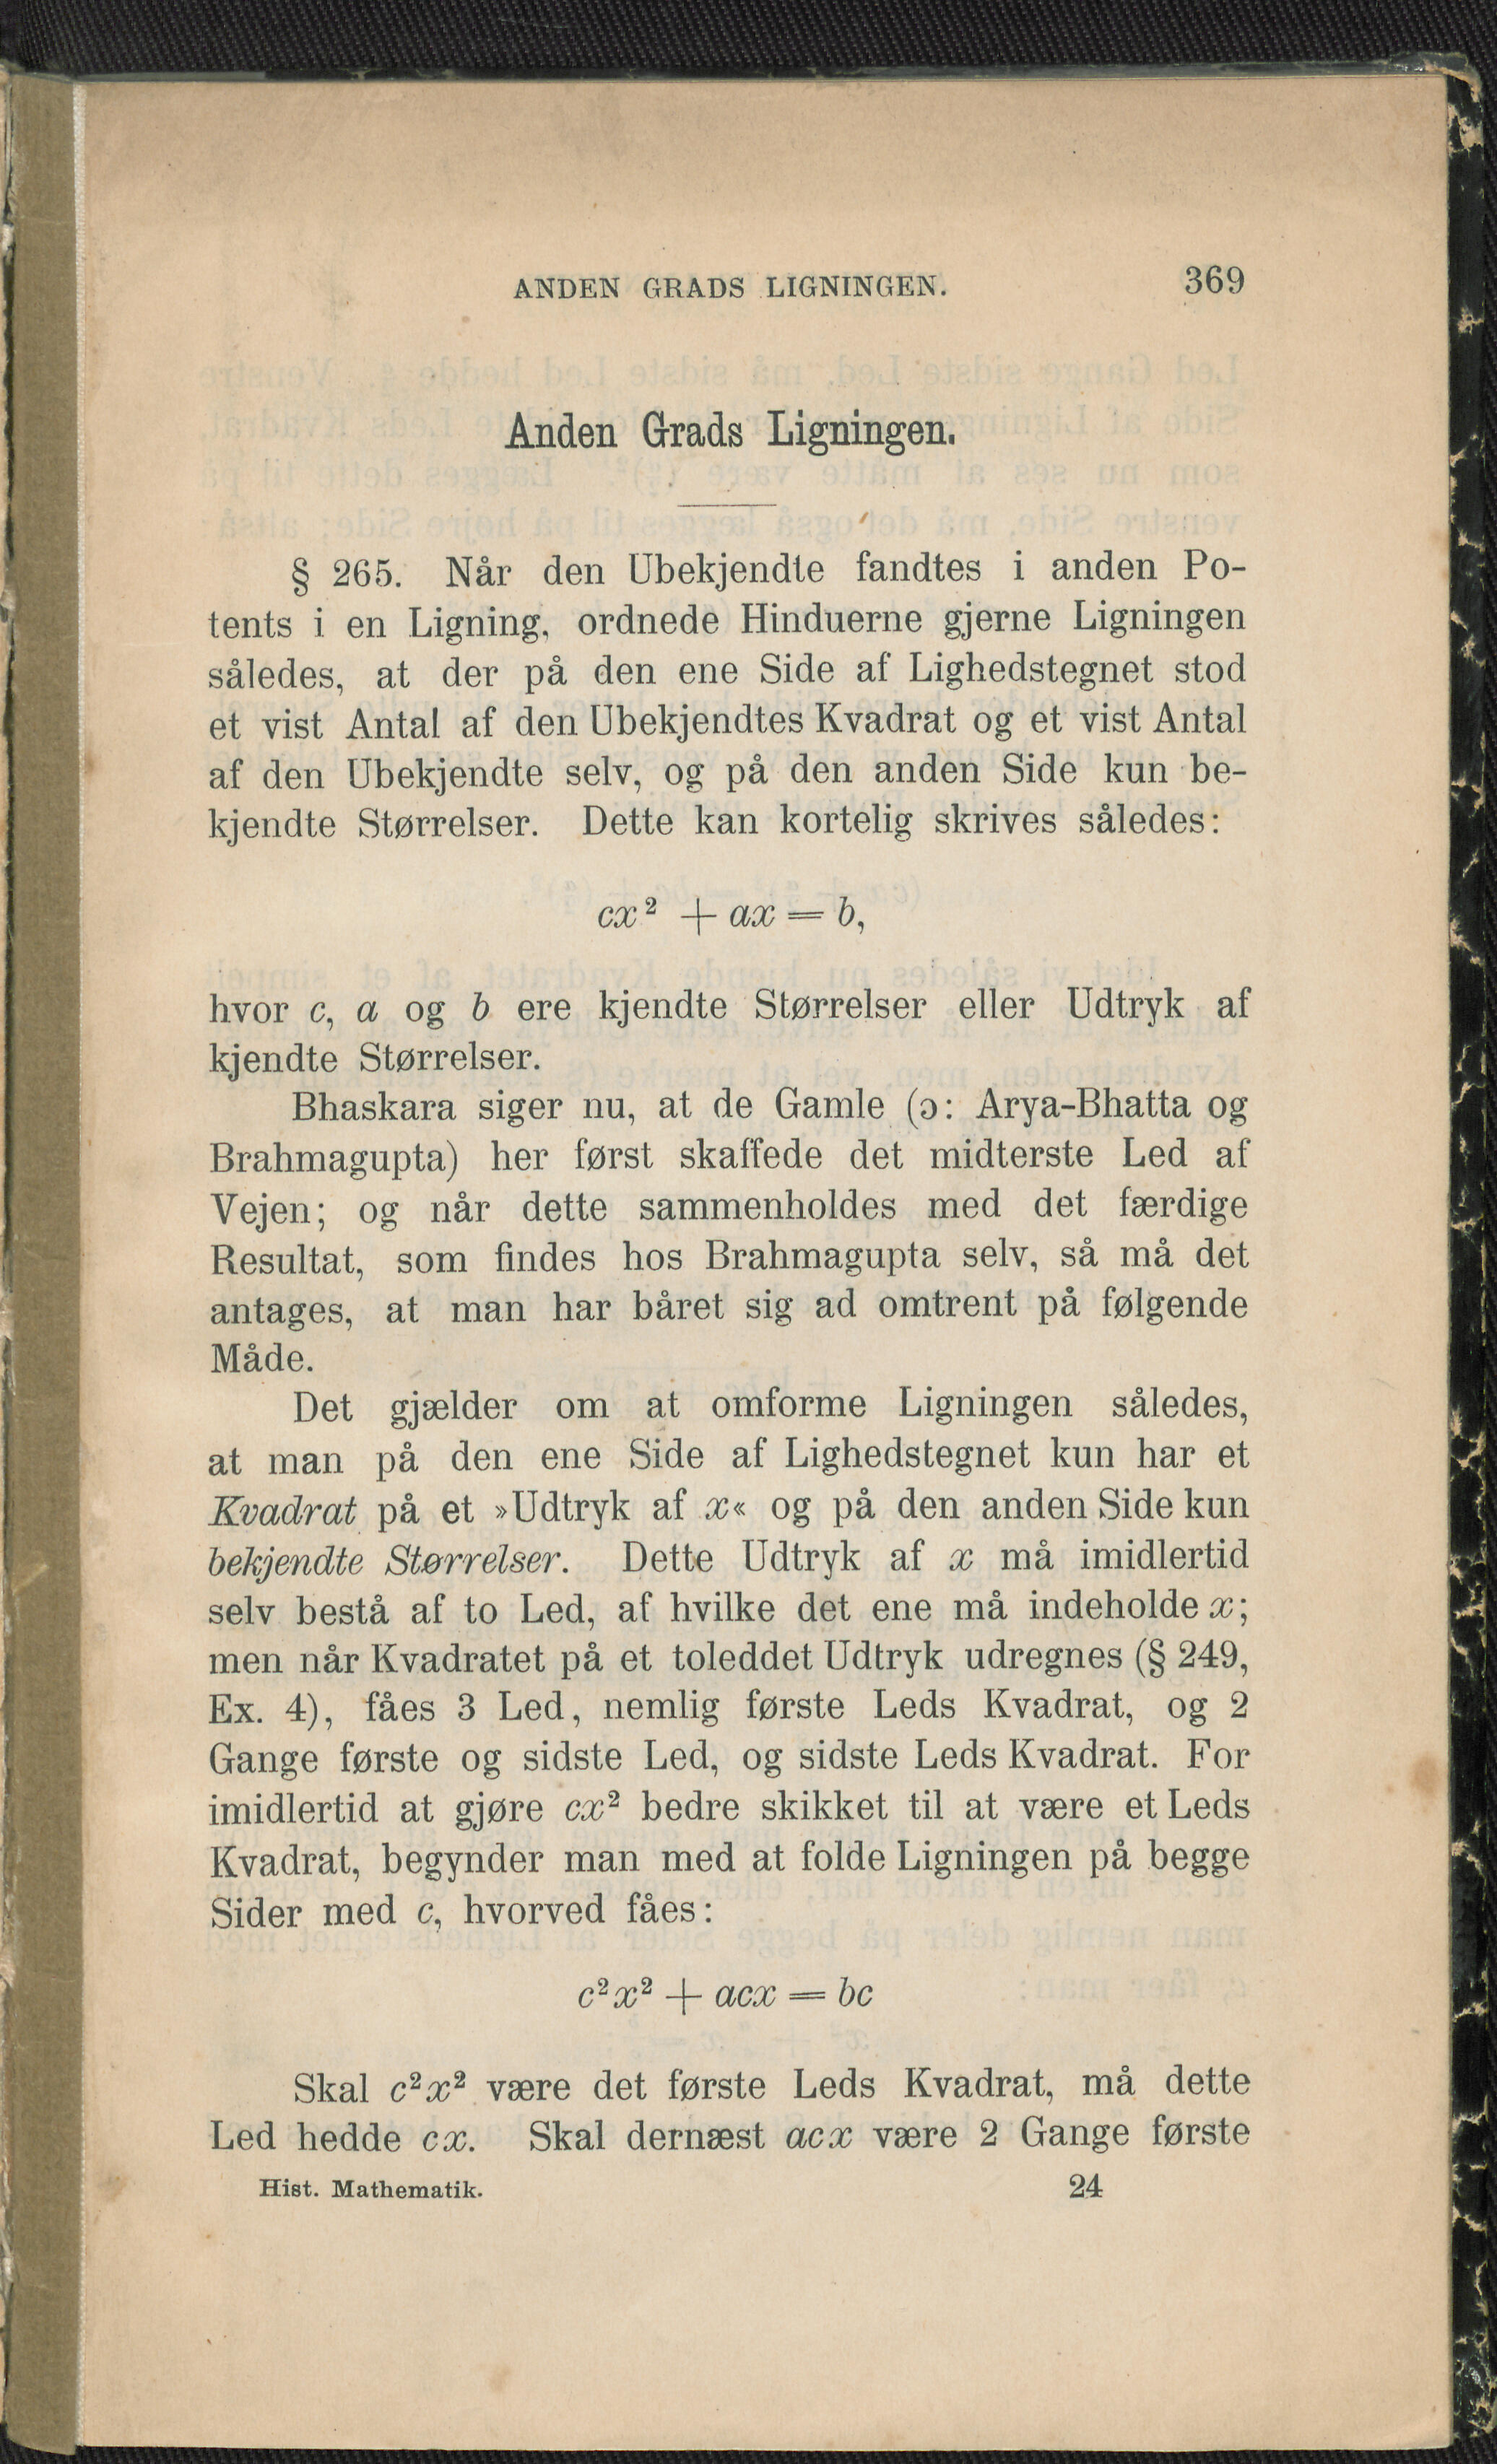 ANDEN GRADS LIGNINGEN. 369
Anden Grads Ligningen.
§ 265. Når den Ubekjendte fandtes i anden Po-
tents i en Ligning, ordnede Hinduerne gjerne Ligningen
således, at der på den ene Side af Lighedstegnet stod
et vist Antal af den Ubekjendtes Kvadrat og et vist Antal
af den Ubekjendte selv, og på den anden Side kun be-
kjendte Størrelser. Dette kan kortelig skrives således:
cx² + ax = b,
hvor c, a og b ere kjendte Størrelser eller Udtryk af
kjendte Størrelser.
Bhaskara siger nu, at de Gamle (ɔ: Arya-Bhatta og
Brahmagupta) her først skaffede det midterste Led af
Vejen; og når dette sammenholdes med det færdige
Resultat, som findes hos Brahmagupta selv, så må det
antages, at man har båret sig ad omtrent på følgende
Måde.
Det gjælder om at omforme Ligningen således,
at man på den ene Side af Lighedstegnet kun har et
Kvadrat på et »Udtryk af x« og på den anden Side kun
bekjendte Størrelser. Dette Udtryk af x må imidlertid
selv bestå af to Led, af hvilke det ene må indeholde x;
men når Kvadratet på et toleddet Udtryk udregnes (§ 249,
Ex. 4), fåes 3 Led, nemlig første Leds Kvadrat, og 2
Gange første og sidste Led, og sidste Leds Kvadrat. For
imidlertid at gjøre cx² bedre skikket til at være et Leds
Kvadrat, begynder man med at folde Ligningen på begge
Sider med c, hvorved fåes:
c²x² + acx = bc
Skal c²x² være det første Leds Kvadrat, må dette
Led hedde cx. Skal dernæst acx være 2 Gange første
Hist. Mathematik. 24